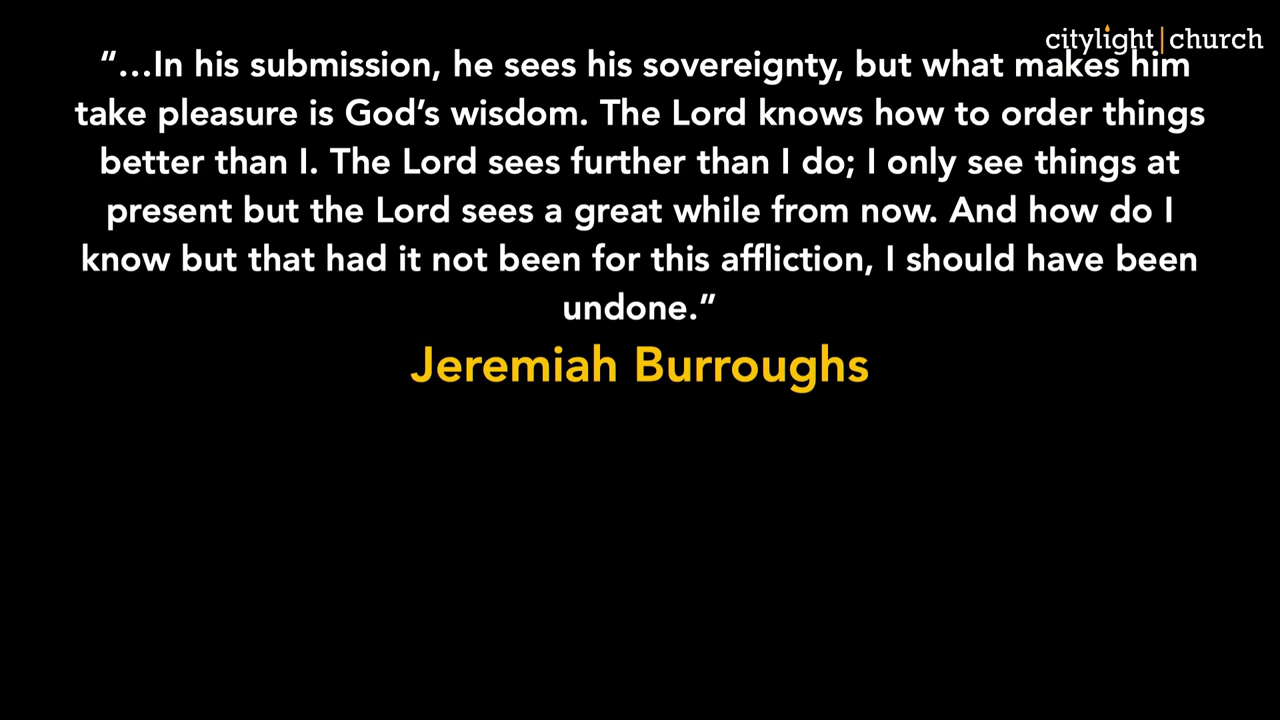 citylight|church
“…In his submission, he sees his sovereignty, but what makes him
take pleasure is God’s wisdom. The Lord knows how to order things
better than I. The Lord sees further than I do; I only see things at
present but the Lord sees a great while from now. And how do I
know but that had it not been for this affliction, I should have been
undone.”
Jeremiah Burroughs